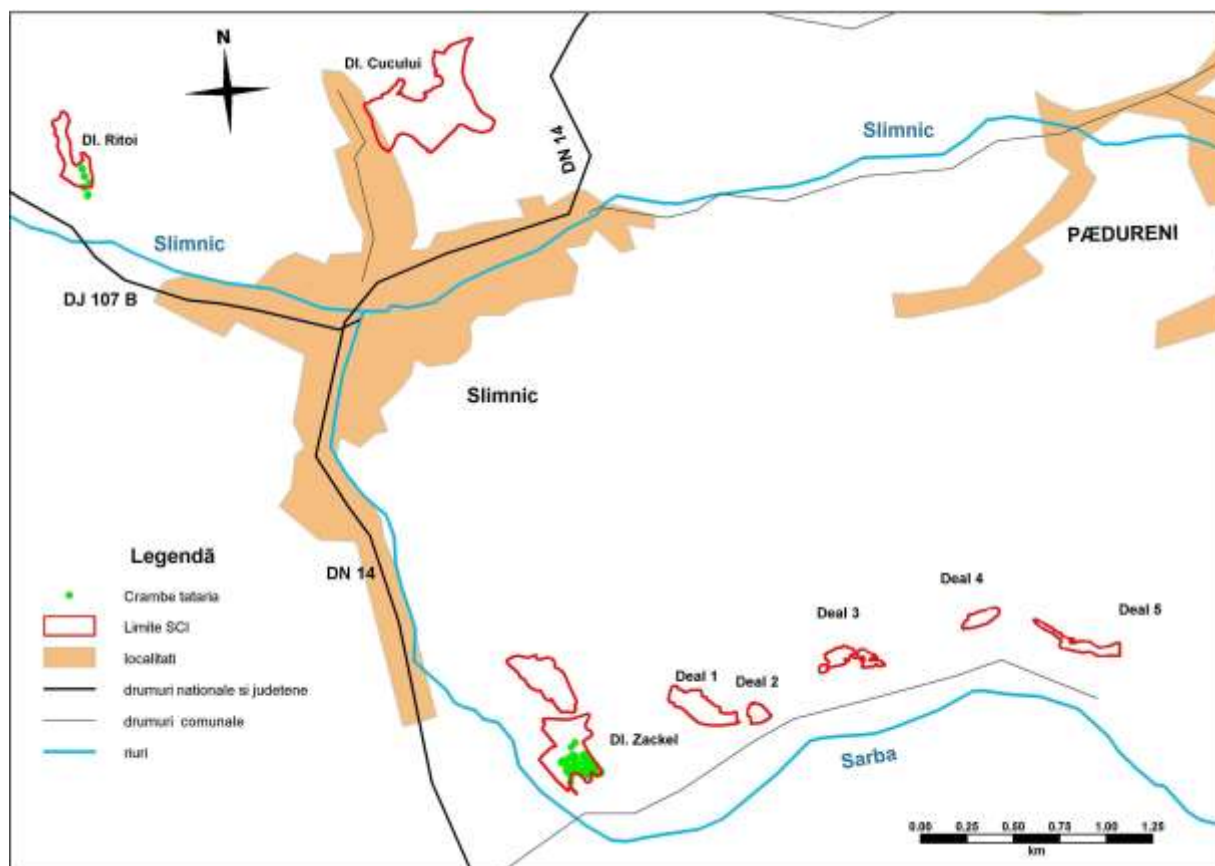 N
Dl. Cucului
Dl. Ritoi
DN 14
Slimnic
Slimnic
PÆDURENI
DJ 107 B
Slimnic
Legendă
Crambe tataria
Limite SCI
localitati
drumuri nationale si judetene
drumuri comunale
riuri
DN 14
Deal 4
Deal 3
Deal 5
Deal 1
Deal 2
Dl. Zackel
Sarba
0.00 0.25 0.50 0.75 1.00 1.25
km